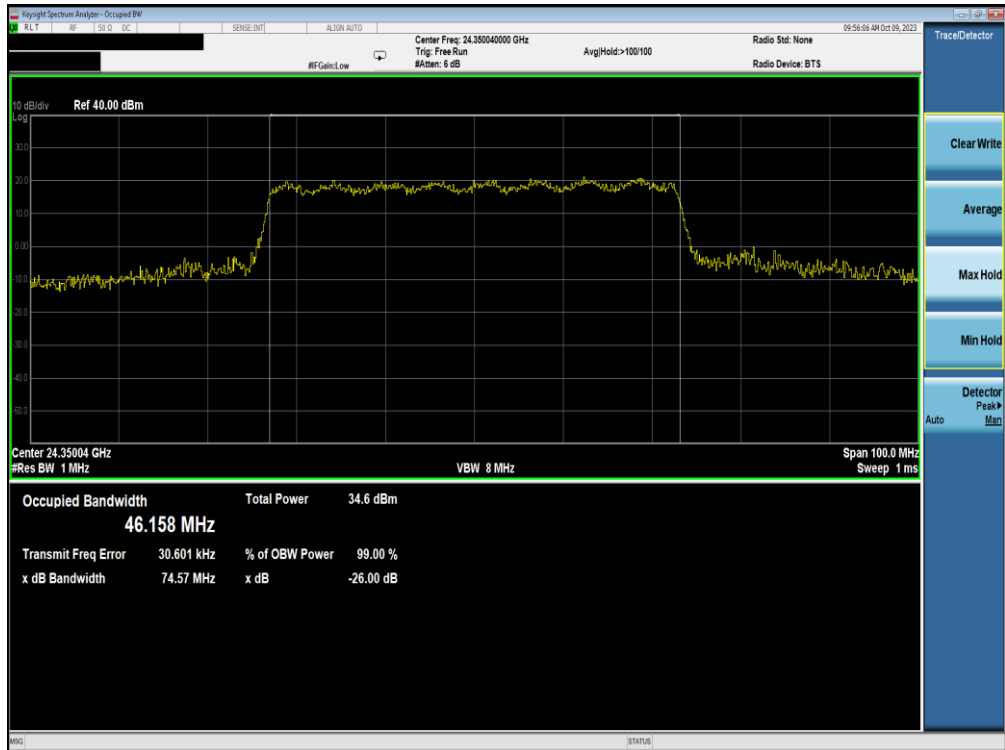 Keysight Spectrum Analyzer - Occupied BW
RLT RF 50 Ω DC SENSE:INT ALIGN AUTO 09:56:06 AM Oct 09, 2023
Center Freq: 24.350040000 GHz Radio Std: None
Trig: Free Run Avg|Hold:>100/100
#IFGain:Low #Atten: 6 dB Radio Device: BTS
Trace/Detector
10 dB/div Ref 40.00 dBm
Log
30.0
20.0
10.0
0.00
-10.0
-20.0
-30.0
-40.0
-50.0
Center 24.35004 GHz Span 100.0 MHz
#Res BW 1 MHz VBW 8 MHz Sweep 1 ms
Clear Write
Average
Max Hold
Min Hold
Detector
Peak▶
Auto Man
Occupied Bandwidth Total Power 34.6 dBm
46.158 MHz
Transmit Freq Error 30.601 kHz % of OBW Power 99.00 %
x dB Bandwidth 74.57 MHz x dB -26.00 dB
MSG STATUS